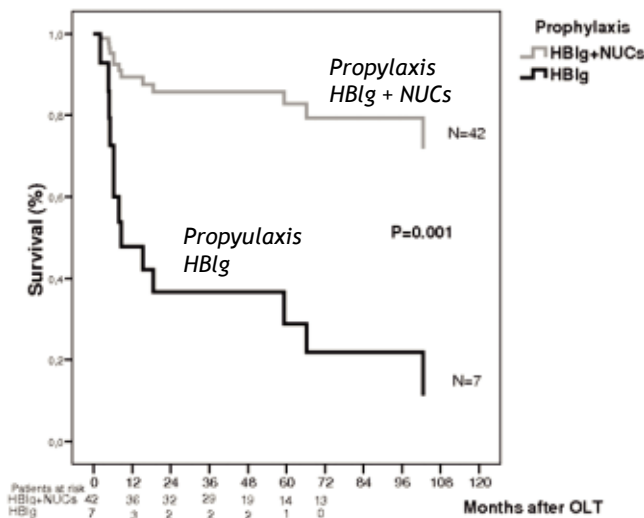 Prophylaxis
HBIg+NUCs
HBIg
Propylaxis
HBIg + NUCs
N=42
Propyulaxis
HBIg
P=0.001
N=7
Survival (%)
1,0
0,8
0,6
0,4
0,2
0,0
0 12 24 36 48 60 72 84 96 108 120
Patients at risk
HBIg+NUCs 42 36 32 29 19 14 13
HBIg 7 3 2 2 2 1 0
Months after OLT